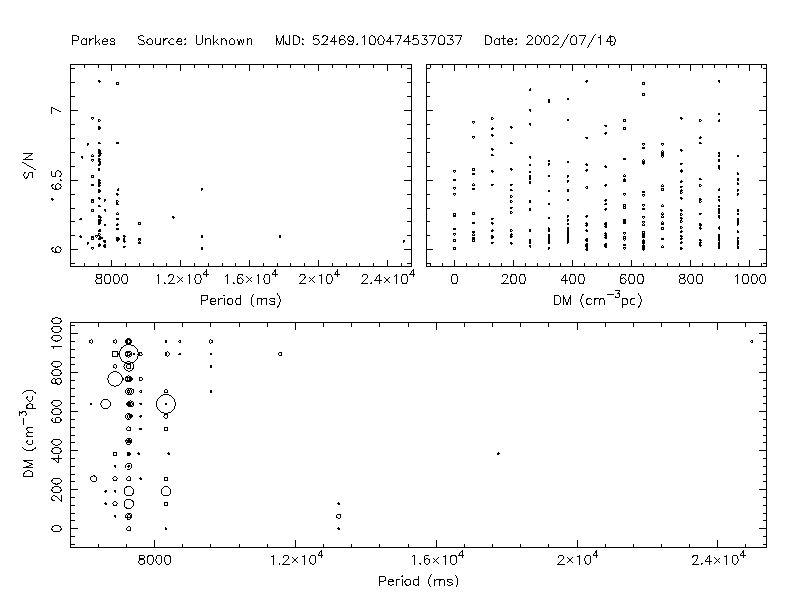 Parkes Source: Unknown MJD: 52469.100474537037 Date: 2002/07/14
S/N
7
6.5
6
8000 1.2×10⁴ 1.6×10⁴ 2×10⁴ 2.4×10⁴
Period (ms)
0 200 400 600 800 1000
DM (cm⁻³pc)
DM (cm⁻³pc)
1000
800
600
400
200
0
8000 1.2×10⁴ 1.6×10⁴ 2×10⁴ 2.4×10⁴
Period (ms)